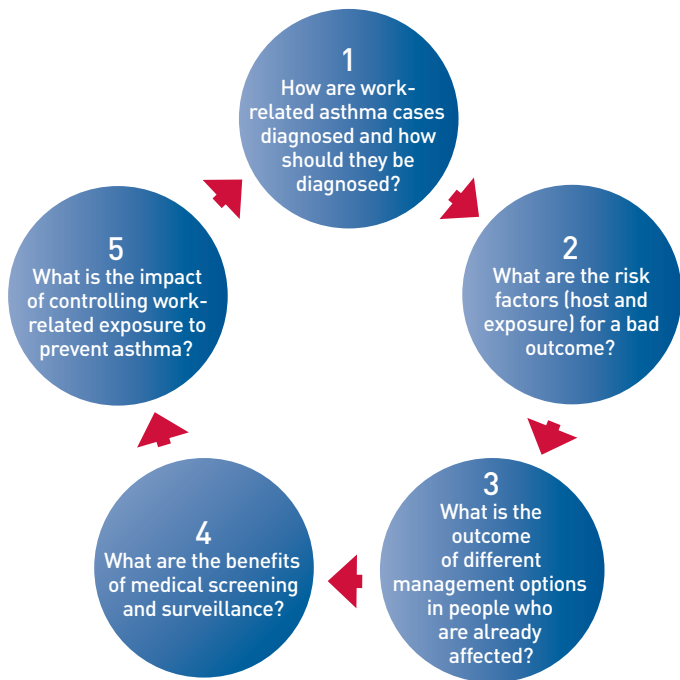 1
How are work-
related asthma cases
diagnosed and how
should they be
diagnosed?
2
What are the risk
factors (host and
exposure) for a bad
outcome?
3
What is the
outcome
of different
management options
in people who
are already
affected?
4
What are the benefits
of medical screening
and surveillance?
5
What is the impact
of controlling work-
related exposure to
prevent asthma?